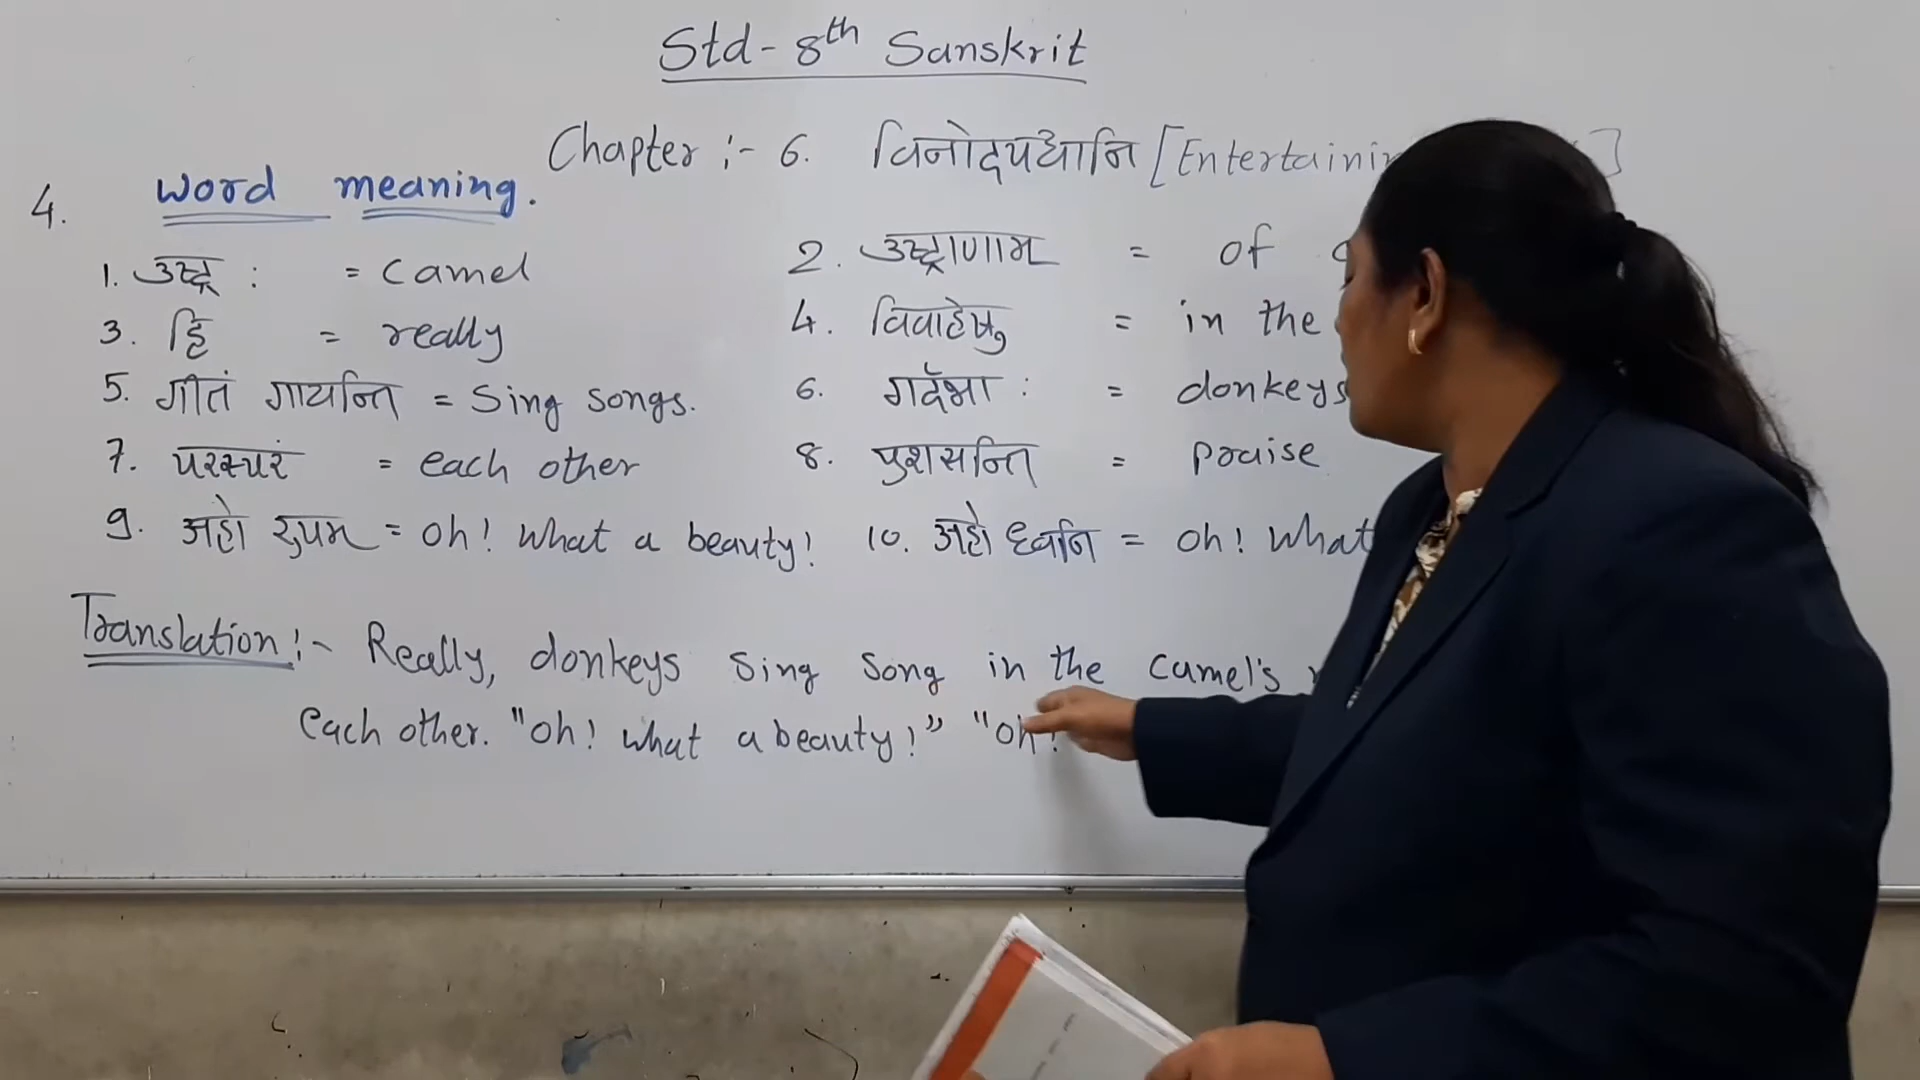 Std - 8th Sanskrit
Chapter :- 6. विनोदपद्यानि [Entertainin ]
4. word meaning.
1. उष्ट्र : = Camel
2. उष्ट्राणाम = of
3. हि = really
4. विवाहेषु = in the
5. गीतं गायन्ति = Sing songs.
6. गर्दभा : = donkeys
7. परस्परं = each other
8. प्रशसन्ति = praise
9. अहो रुपम = oh! what a beauty!
10. अहो ध्वनि = oh! what
Translation :- Really, donkeys sing song in the camel's
each other. "oh! what a beauty!" "oh!